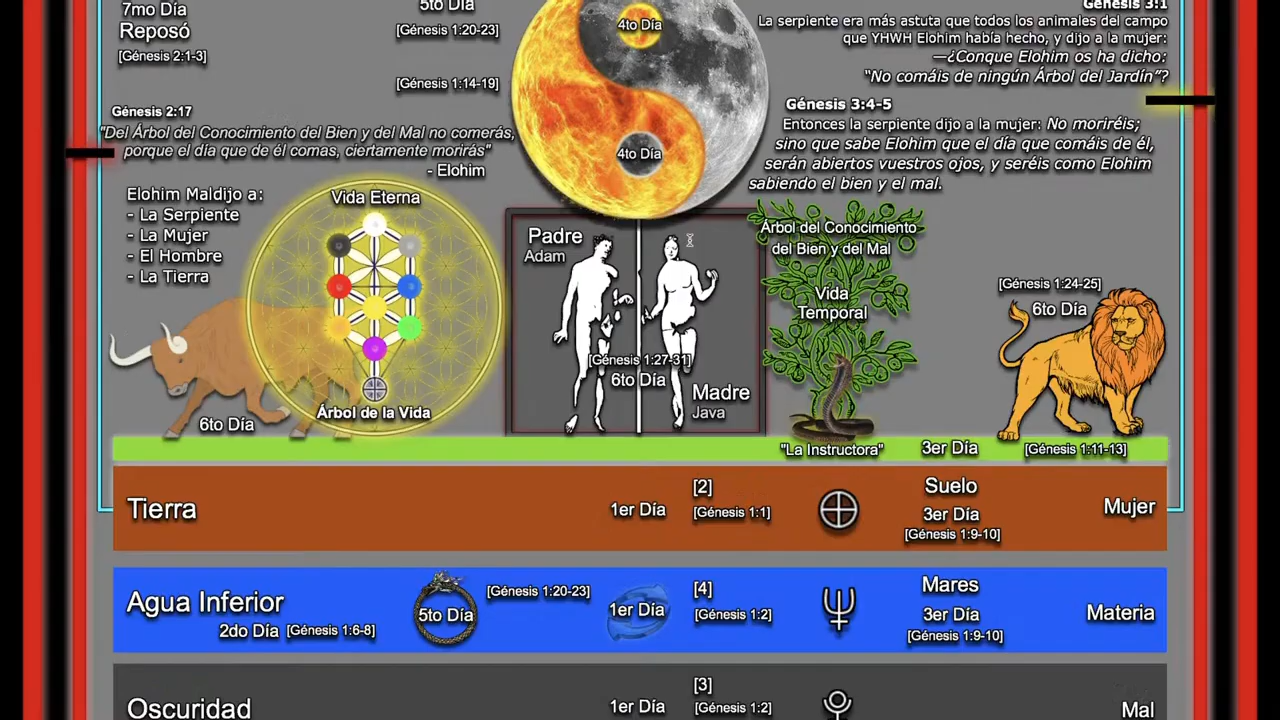 7mo Día
Reposó
[Génesis 2:1-3]
5to Día
[Génesis 1:20-23]
[Génesis 1:14-19]
4to Día
4to Día
Génesis 3:1
La serpiente era más astuta que todos los animales del campo
que YHWH Elohim había hecho, y dijo a la mujer:
—¿Conque Elohim os ha dicho:
"No comáis de ningún Árbol del Jardín"?
Génesis 3:4-5
Entonces la serpiente dijo a la mujer: No moriréis;
sino que sabe Elohim que el día que comáis de él,
serán abiertos vuestros ojos, y seréis como Elohim
sabiendo el bien y el mal.
Génesis 2:17
"Del Árbol del Conocimiento del Bien y del Mal no comerás,
porque el día que de él comas, ciertamente morirás"
- Elohim
Elohim Maldijo a:
- La Serpiente
- La Mujer
- El Hombre
- La Tierra
Vida Eterna
Árbol de la Vida
6to Día
Padre
Adam
[Génesis 1:27-31]
6to Día
Madre
Java
Árbol del Conocimiento
del Bien y del Mal
Vida
Temporal
"La Instructora"
[Génesis 1:24-25]
6to Día
3er Día
[Génesis 1:11-13]
Tierra
1er Día
[2]
[Génesis 1:1]
Suelo
3er Día
[Génesis 1:9-10]
Mujer
Agua Inferior
2do Día [Génesis 1:6-8]
5to Día
[Génesis 1:20-23]
1er Día
[4]
[Génesis 1:2]
Mares
3er Día
[Génesis 1:9-10]
Materia
Oscuridad
1er Día
[3]
[Génesis 1:2]
Mal